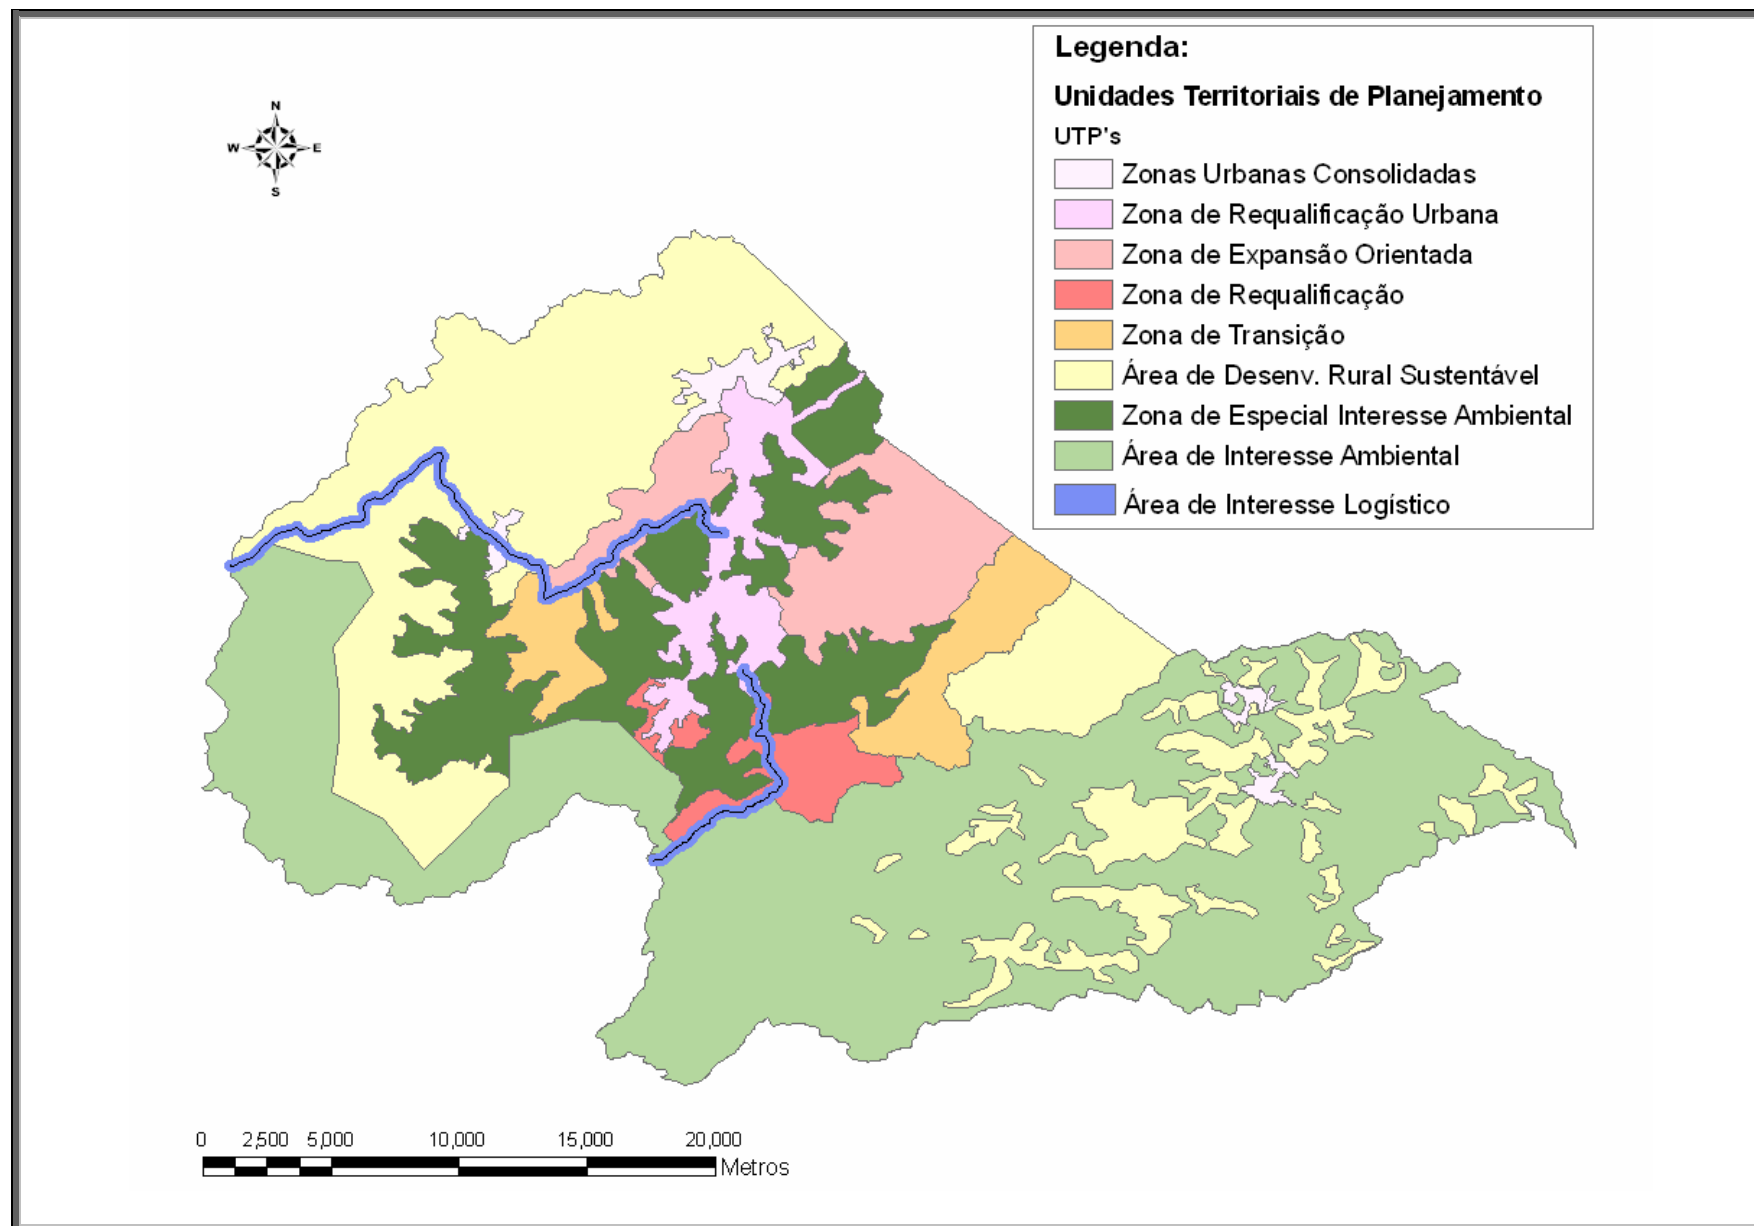 Legenda:
Unidades Territoriais de Planejamento
UTP's
Zonas Urbanas Consolidadas
Zona de Requalificação Urbana
Zona de Expansão Orientada
Zona de Requalificação
Zona de Transição
Área de Desenv. Rural Sustentável
Zona de Especial Interesse Ambiental
Área de Interesse Ambiental
Área de Interesse Logístico
N
W E
S
0 2,500 5,000 10,000 15,000 20,000
Metros